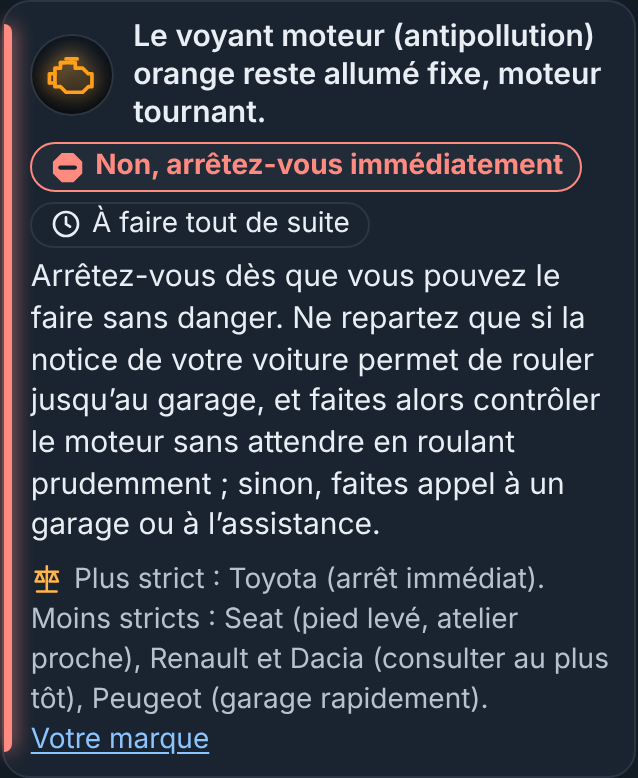 Le voyant moteur (antipollution)
orange reste allumé fixe, moteur
tournant.
Non, arrêtez-vous immédiatement
À faire tout de suite
Arrêtez-vous dès que vous pouvez le
faire sans danger. Ne repartez que si la
notice de votre voiture permet de rouler
jusqu’au garage, et faites alors contrôler
le moteur sans attendre en roulant
prudemment ; sinon, faites appel à un
garage ou à l’assistance.
Plus strict : Toyota (arrêt immédiat).
Moins stricts : Seat (pied levé, atelier
proche), Renault et Dacia (consulter au plus
tôt), Peugeot (garage rapidement).
Votre marque